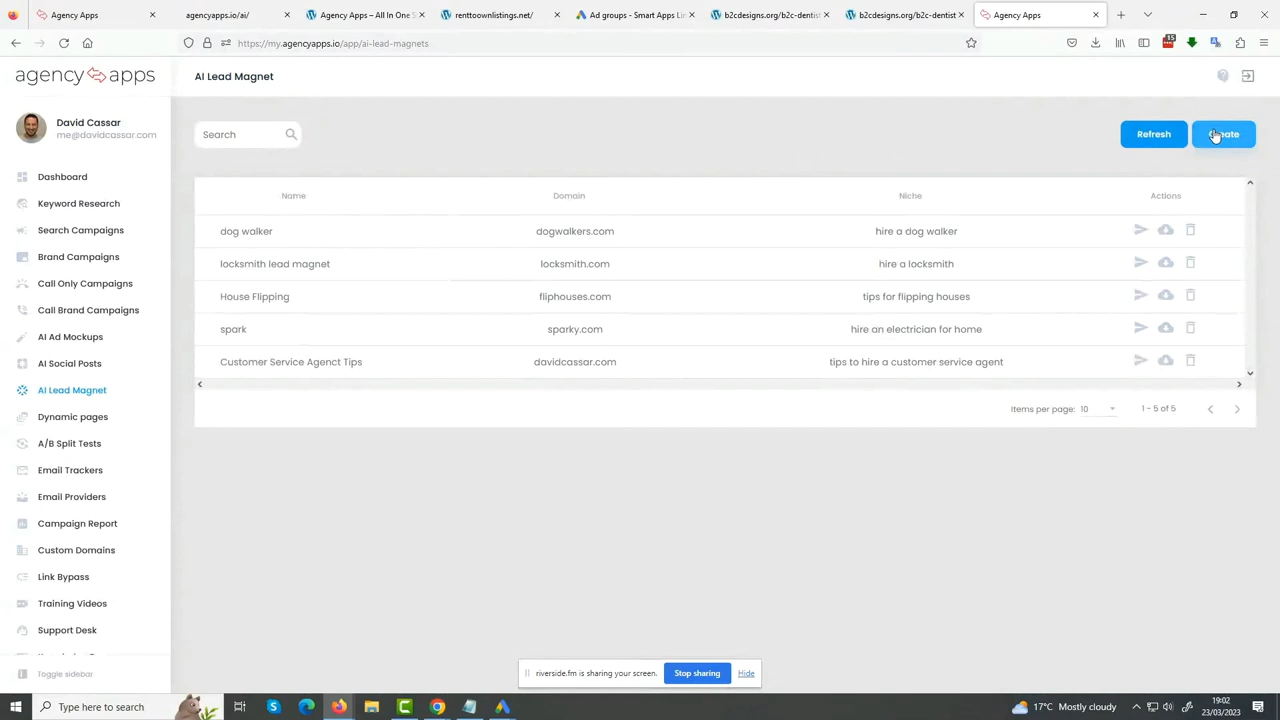 Agency Apps
agencyapps.io/ai/
Agency Apps – All In One S
renttoownlistings.net/
Ad groups - Smart Apps Li
b2cdesigns.org/b2c-dentist
b2cdesigns.org/b2c-dentist
Agency Apps
https://my.agencyapps.io/app/ai-lead-magnets
15
agency apps
AI Lead Magnet
David Cassar
me@davidcassar.com
Search
Refresh
Create
Dashboard
Keyword Research
Search Campaigns
Brand Campaigns
Call Only Campaigns
Call Brand Campaigns
AI Ad Mockups
AI Social Posts
AI Lead Magnet
Dynamic pages
A/B Split Tests
Email Trackers
Email Providers
Campaign Report
Custom Domains
Link Bypass
Training Videos
Support Desk
Toggle sidebar
Name Domain Niche Actions
dog walker dogwalkers.com hire a dog walker
locksmith lead magnet locksmith.com hire a locksmith
House Flipping fliphouses.com tips for flipping houses
spark sparky.com hire an electrician for home
Customer Service Agenct Tips davidcassar.com tips to hire a customer service agent
Items per page: 10 1 - 5 of 5
riverside.fm is sharing your screen. Stop sharing Hide
Type here to search
17°C Mostly cloudy
19:02
23/03/2023